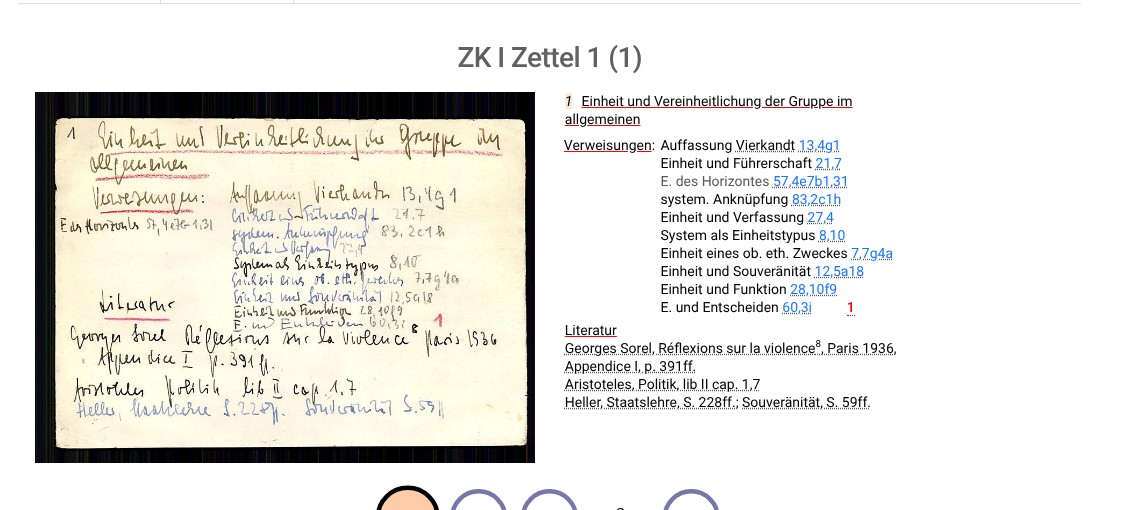 ZK I Zettel 1 (1)
1 Einheit und Vereinheitlichung der Gruppe im
allgemeinen
Verweisungen: Auffassung Vierkandt 13,4g1
Einheit u. Führerschaft 21,7
E des Horizonts 57,4e7b1,31
system. Anknüpfung 83,2c1h
Einheit u. Verfassung 27,4
System als Einheitstypus 8,10
Einheit eines ob. eth. Zweckes 7,7g4a
Einheit und Souveränität 12,5a18
Einheit und Funktion 28,10f9
E. und Entscheiden 60,3i 1
Literatur
Georges Sorel Réflexions sur la violence⁸ Paris 1936
Appendice I p. 391ff.
Aristoteles Politik lib II cap. 1,7
Heller, Staatslehre S. 228ff. Souveränität S. 59ff
1 Einheit und Vereinheitlichung der Gruppe im
allgemeinen
Verweisungen: Auffassung Vierkandt 13,4g1
Einheit und Führerschaft 21,7
E. des Horizontes 57,4e7b1,31
system. Anknüpfung 83,2c1h
Einheit und Verfassung 27,4
System als Einheitstypus 8,10
Einheit eines ob. eth. Zweckes 7,7g4a
Einheit und Souveränität 12,5a18
Einheit und Funktion 28,10f9
E. und Entscheiden 60,3i 1
Literatur
Georges Sorel, Réflexions sur la violence⁸, Paris 1936,
Appendice I, p. 391ff.
Aristoteles, Politik, lib II cap. 1,7
Heller, Staatslehre, S. 228ff.; Souveränität, S. 59ff.